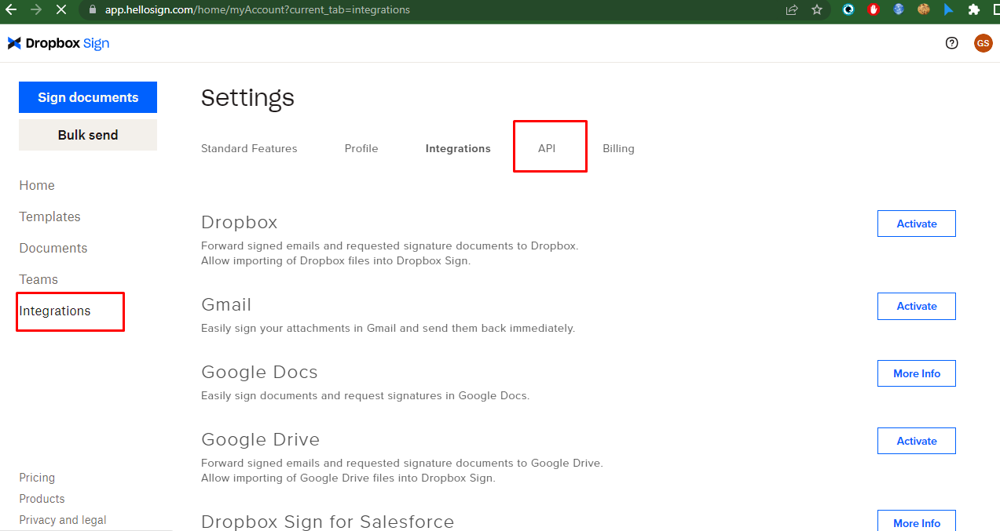 app.hellosign.com/home/myAccount?current_tab=integrations
Dropbox Sign
GS
Sign documents
Bulk send
Home
Templates
Documents
Teams
Integrations
Pricing
Products
Privacy and legal
Settings
Standard Features Profile Integrations API Billing
Dropbox
Activate
Forward signed emails and requested signature documents to Dropbox.
Allow importing of Dropbox files into Dropbox Sign.
Gmail
Activate
Easily sign your attachments in Gmail and send them back immediately.
Google Docs
More Info
Easily sign documents and request signatures in Google Docs.
Google Drive
Activate
Forward signed emails and requested signature documents to Google Drive.
Allow importing of Google Drive files into Dropbox Sign.
Dropbox Sign for Salesforce
More Info